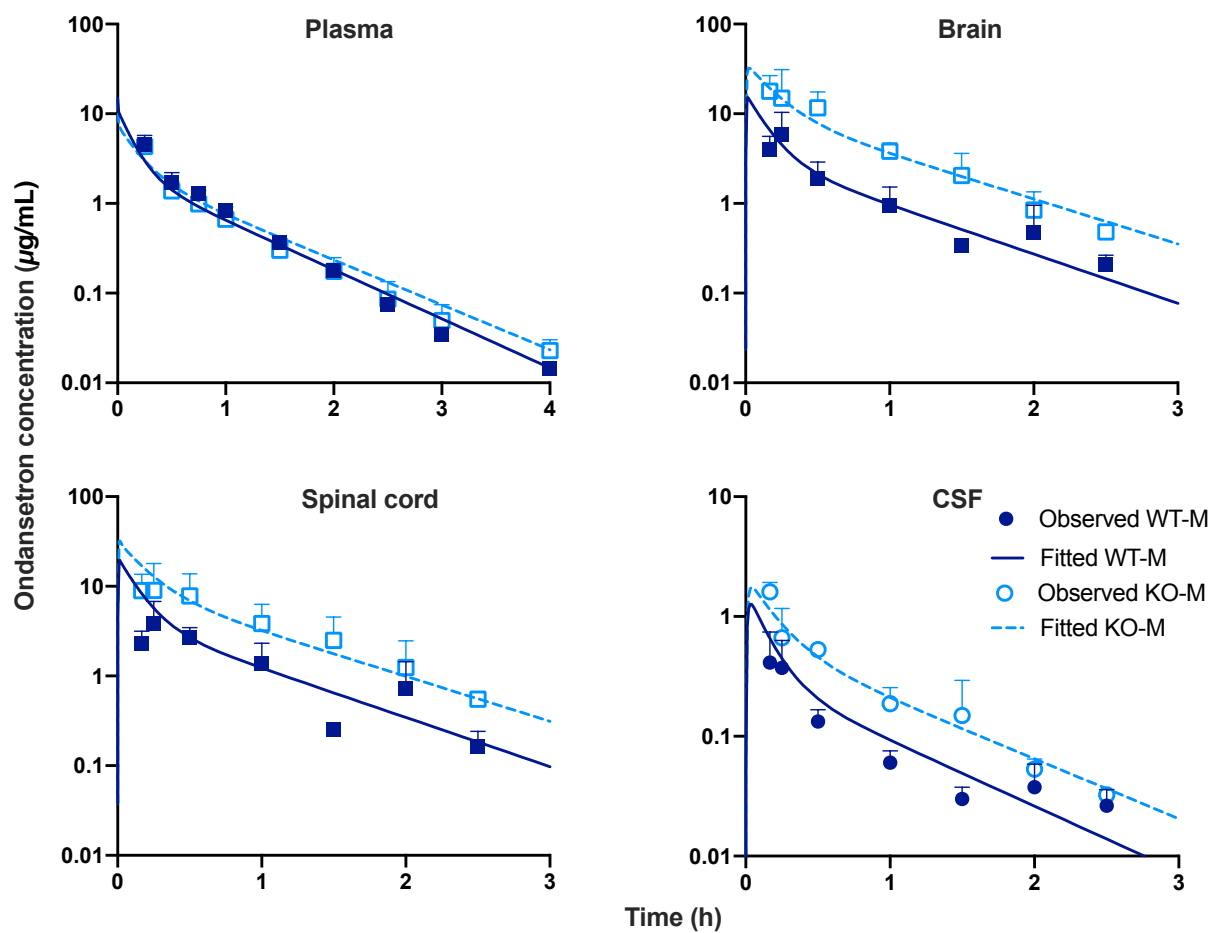 Plasma
100
10
1
0.1
0.01
0 1 2 3 4
Brain
100
10
1
0.1
0.01
0 1 2 3
Ondansetron concentration (µg/mL)
Spinal cord
100
10
1
0.1
0.01
0 1 2 3
CSF
10
1
0.1
0.01
0 1 2 3
Observed WT-M
Fitted WT-M
Observed KO-M
Fitted KO-M
Time (h)